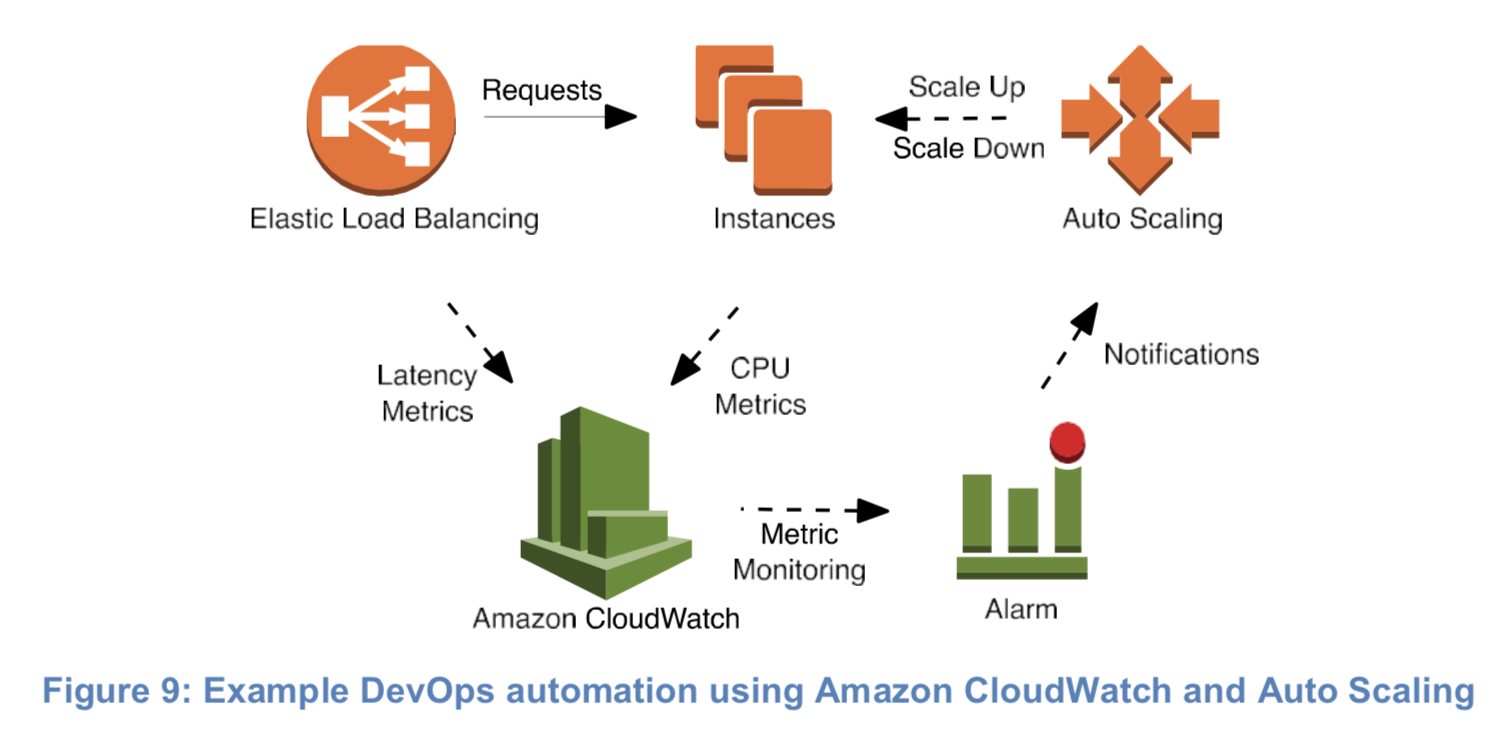 Requests
Scale Up
Scale Down
Elastic Load Balancing
Instances
Auto Scaling
Latency
Metrics
CPU
Metrics
Notifications
Metric
Monitoring
Amazon CloudWatch
Alarm
Figure 9: Example DevOps automation using Amazon CloudWatch and Auto Scaling